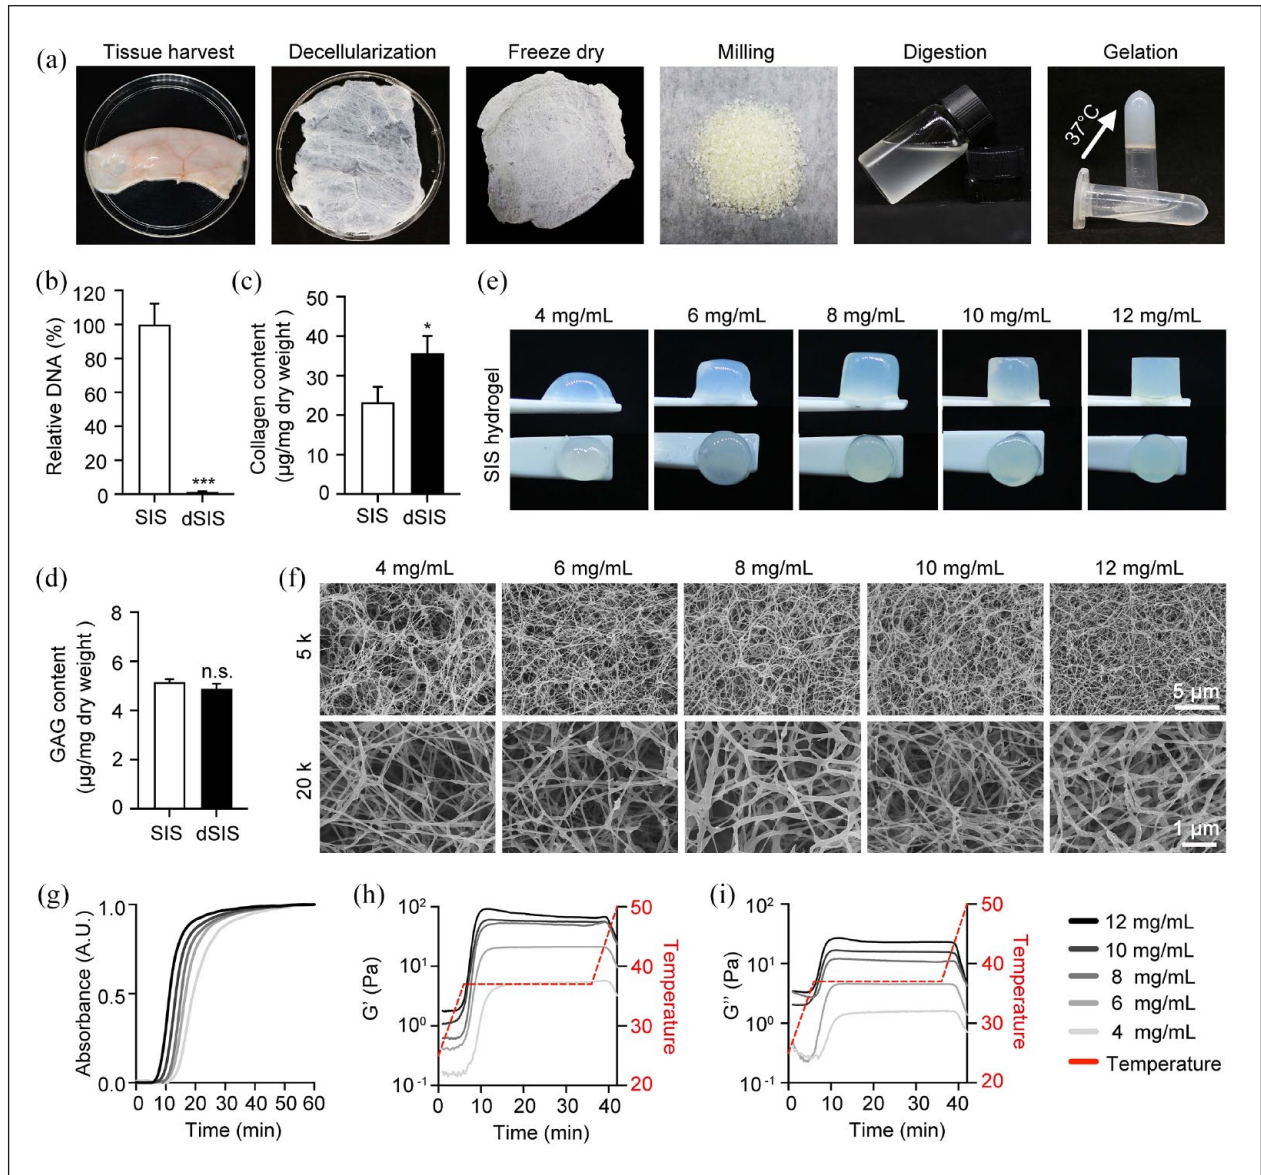 (a)
Tissue harvest Decellularization Freeze dry Milling Digestion Gelation
37°C
(b)
Relative DNA (%)
120
100
80
60
40
20
0
***
SIS dSIS
(c)
Collagen content
(µg/mg dry weight )
50
40
30
20
10
0
*
SIS dSIS
(e)
4 mg/mL 6 mg/mL 8 mg/mL 10 mg/mL 12 mg/mL
SIS hydrogel
(d)
GAG content
(µg/mg dry weight )
8
6
4
2
0
n.s.
SIS dSIS
(f)
4 mg/mL 6 mg/mL 8 mg/mL 10 mg/mL 12 mg/mL
5 k
5 µm
20 k
1 µm
(g)
Absorbance (A.U.)
1.0
0.5
0.0
0 10 20 30 40 50 60
Time (min)
(h)
G’ (Pa)
10²
10¹
10⁰
10⁻¹
50
40
30
20
Temperature
0 10 20 30 40
Time (min)
(i)
G’’ (Pa)
10²
10¹
10⁰
10⁻¹
50
40
30
20
Temperature
0 10 20 30 40
Time (min)
12 mg/mL
10 mg/mL
8 mg/mL
6 mg/mL
4 mg/mL
Temperature